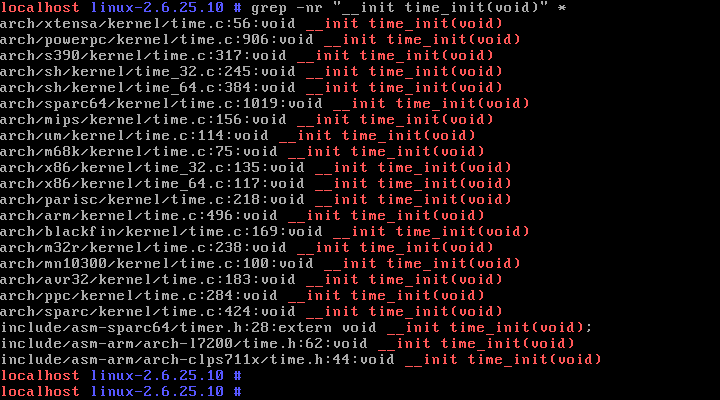 localhost linux-2.6.25.10 # grep -nr "__init time_init(void)" *
arch/xtensa/kernel/time.c:56:void __init time_init(void)
arch/powerpc/kernel/time.c:906:void __init time_init(void)
arch/s390/kernel/time.c:317:void __init time_init(void)
arch/sh/kernel/time_32.c:245:void __init time_init(void)
arch/sh/kernel/time_64.c:384:void __init time_init(void)
arch/sparc64/kernel/time.c:1019:void __init time_init(void)
arch/mips/kernel/time.c:156:void __init time_init(void)
arch/um/kernel/time.c:114:void __init time_init(void)
arch/m68k/kernel/time.c:75:void __init time_init(void)
arch/x86/kernel/time_32.c:135:void __init time_init(void)
arch/x86/kernel/time_64.c:117:void __init time_init(void)
arch/parisc/kernel/time.c:218:void __init time_init(void)
arch/arm/kernel/time.c:496:void __init time_init(void)
arch/blackfin/kernel/time.c:169:void __init time_init(void)
arch/m32r/kernel/time.c:238:void __init time_init(void)
arch/mn10300/kernel/time.c:100:void __init time_init(void)
arch/avr32/kernel/time.c:183:void __init time_init(void)
arch/ppc/kernel/time.c:284:void __init time_init(void)
arch/sparc/kernel/time.c:424:void __init time_init(void)
include/asm-sparc64/timer.h:28:extern void __init time_init(void);
include/asm-arm/arch-l7200/time.h:62:void __init time_init(void)
include/asm-arm/arch-clps711x/time.h:44:void __init time_init(void)
localhost linux-2.6.25.10 #
localhost linux-2.6.25.10 #